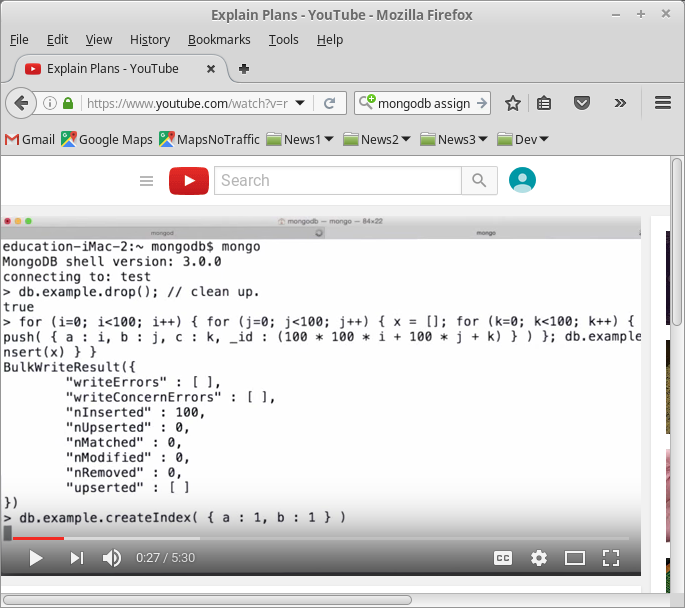 Explain Plans - YouTube - Mozilla Firefox
File Edit View History Bookmarks Tools Help
Explain Plans - YouTube
https://www.youtube.com/watch?v=r
mongodb assign
Gmail Google Maps MapsNoTraffic News1 News2 News3 Dev
Search
mongodb — mongo — 84×22
mongod mongo
education-iMac-2:~ mongodb$ mongo
MongoDB shell version: 3.0.0
connecting to: test
> db.example.drop(); // clean up.
true
> for (i=0; i<100; i++) { for (j=0; j<100; j++) { x = []; for (k=0; k<100; k++) {
push( { a : i, b : j, c : k, _id : (100 * 100 * i + 100 * j + k) } ) }; db.example
nsert(x) } }
BulkWriteResult({
"writeErrors" : [ ],
"writeConcernErrors" : [ ],
"nInserted" : 100,
"nUpserted" : 0,
"nMatched" : 0,
"nModified" : 0,
"nRemoved" : 0,
"upserted" : [ ]
})
> db.example.createIndex( { a : 1, b : 1 } )
0:27 / 5:30
CC